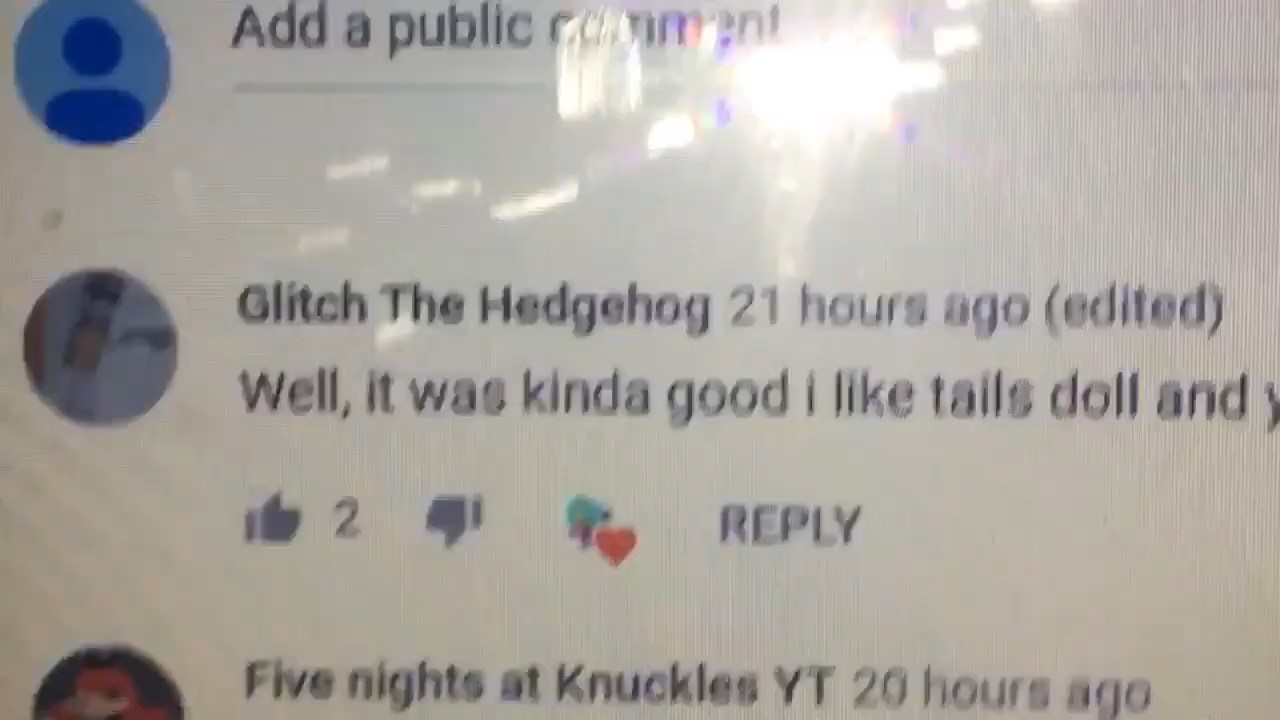 Add a public comment
Glitch The Hedgehog 21 hours ago (edited)
Well, it was kinda good i like tails doll and
2
REPLY
Five nights at Knuckles YT 20 hours ago